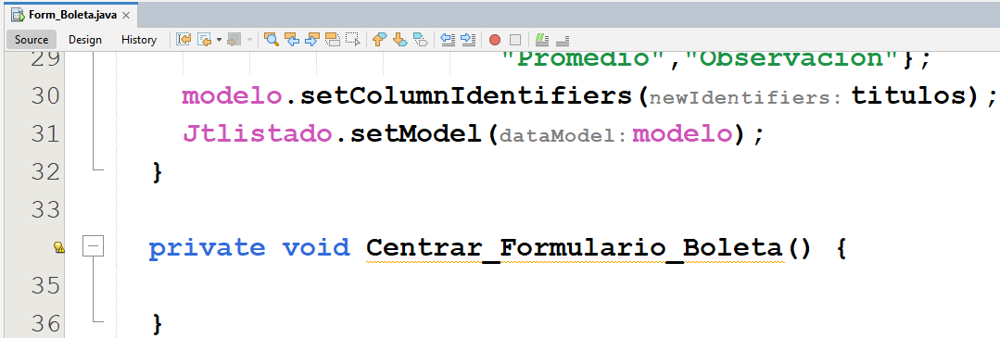 Form_Boleta.java
Source Design History
29 "Promedio","Observacion"};
30 modelo.setColumnIdentifiers(newIdentifiers: titulos);
31 Jtlistado.setModel(dataModel: modelo);
32 }
33
private void Centrar_Formulario_Boleta() {
35
36 }